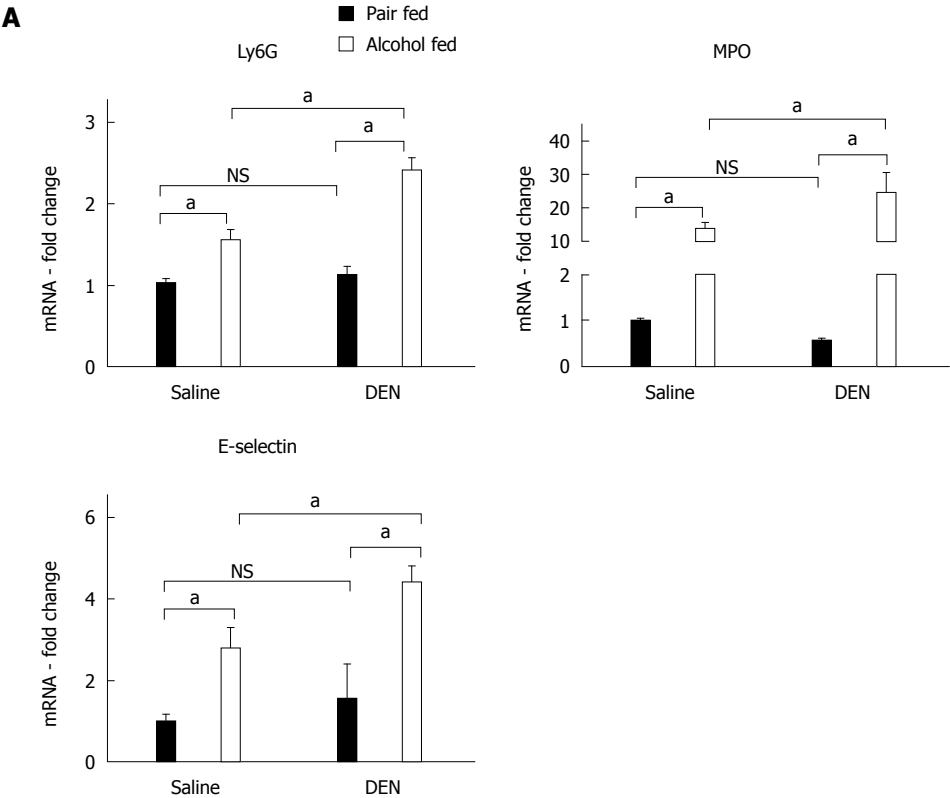 A
Pair fed
Alcohol fed
Ly6G
mRNA - fold change
3
2
1
0
a
a
NS
a
Saline DEN
MPO
mRNA - fold change
40
30
20
10
2
1
0
a
a
NS
a
Saline DEN
E-selectin
mRNA - fold change
6
4
2
0
a
a
NS
a
Saline DEN